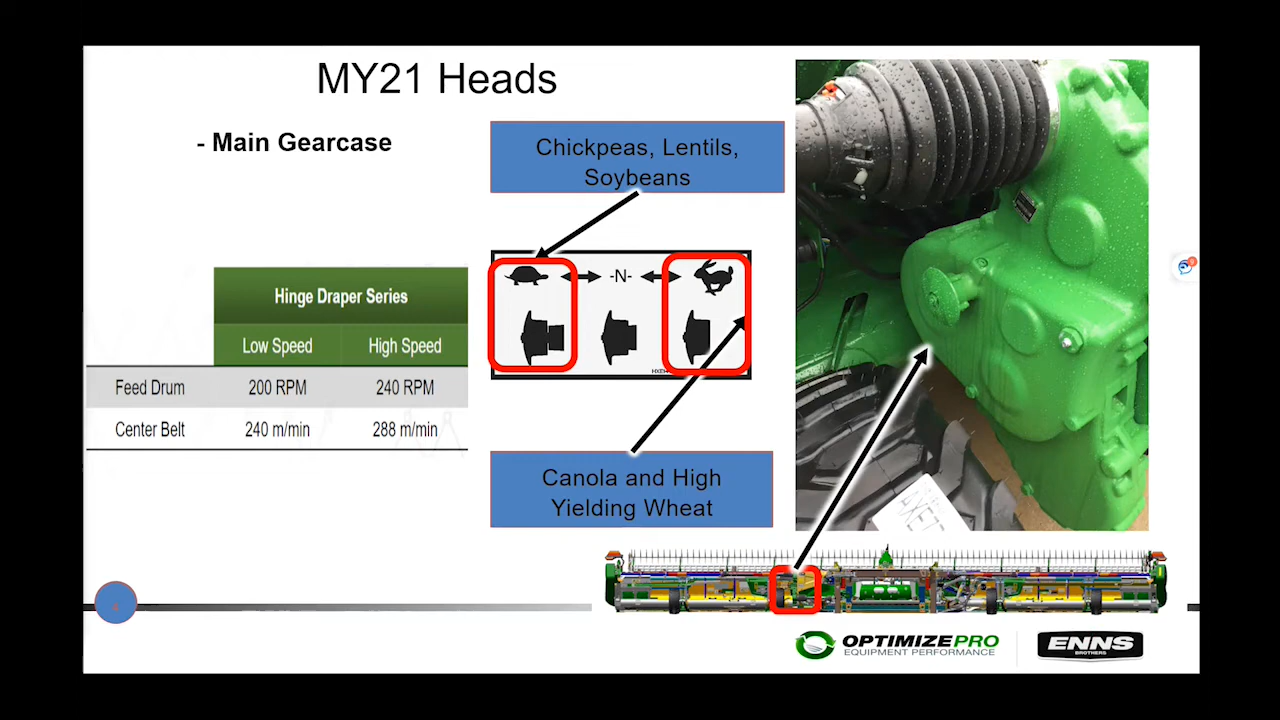 MY21 Heads
- Main Gearcase
Chickpeas, Lentils,
Soybeans
-N-
Hinge Draper Series
Low Speed High Speed
Feed Drum 200 RPM 240 RPM
Center Belt 240 m/min 288 m/min
Canola and High
Yielding Wheat
4
OPTIMIZEPRO
EQUIPMENT PERFORMANCE
ENNS
BROTHERS